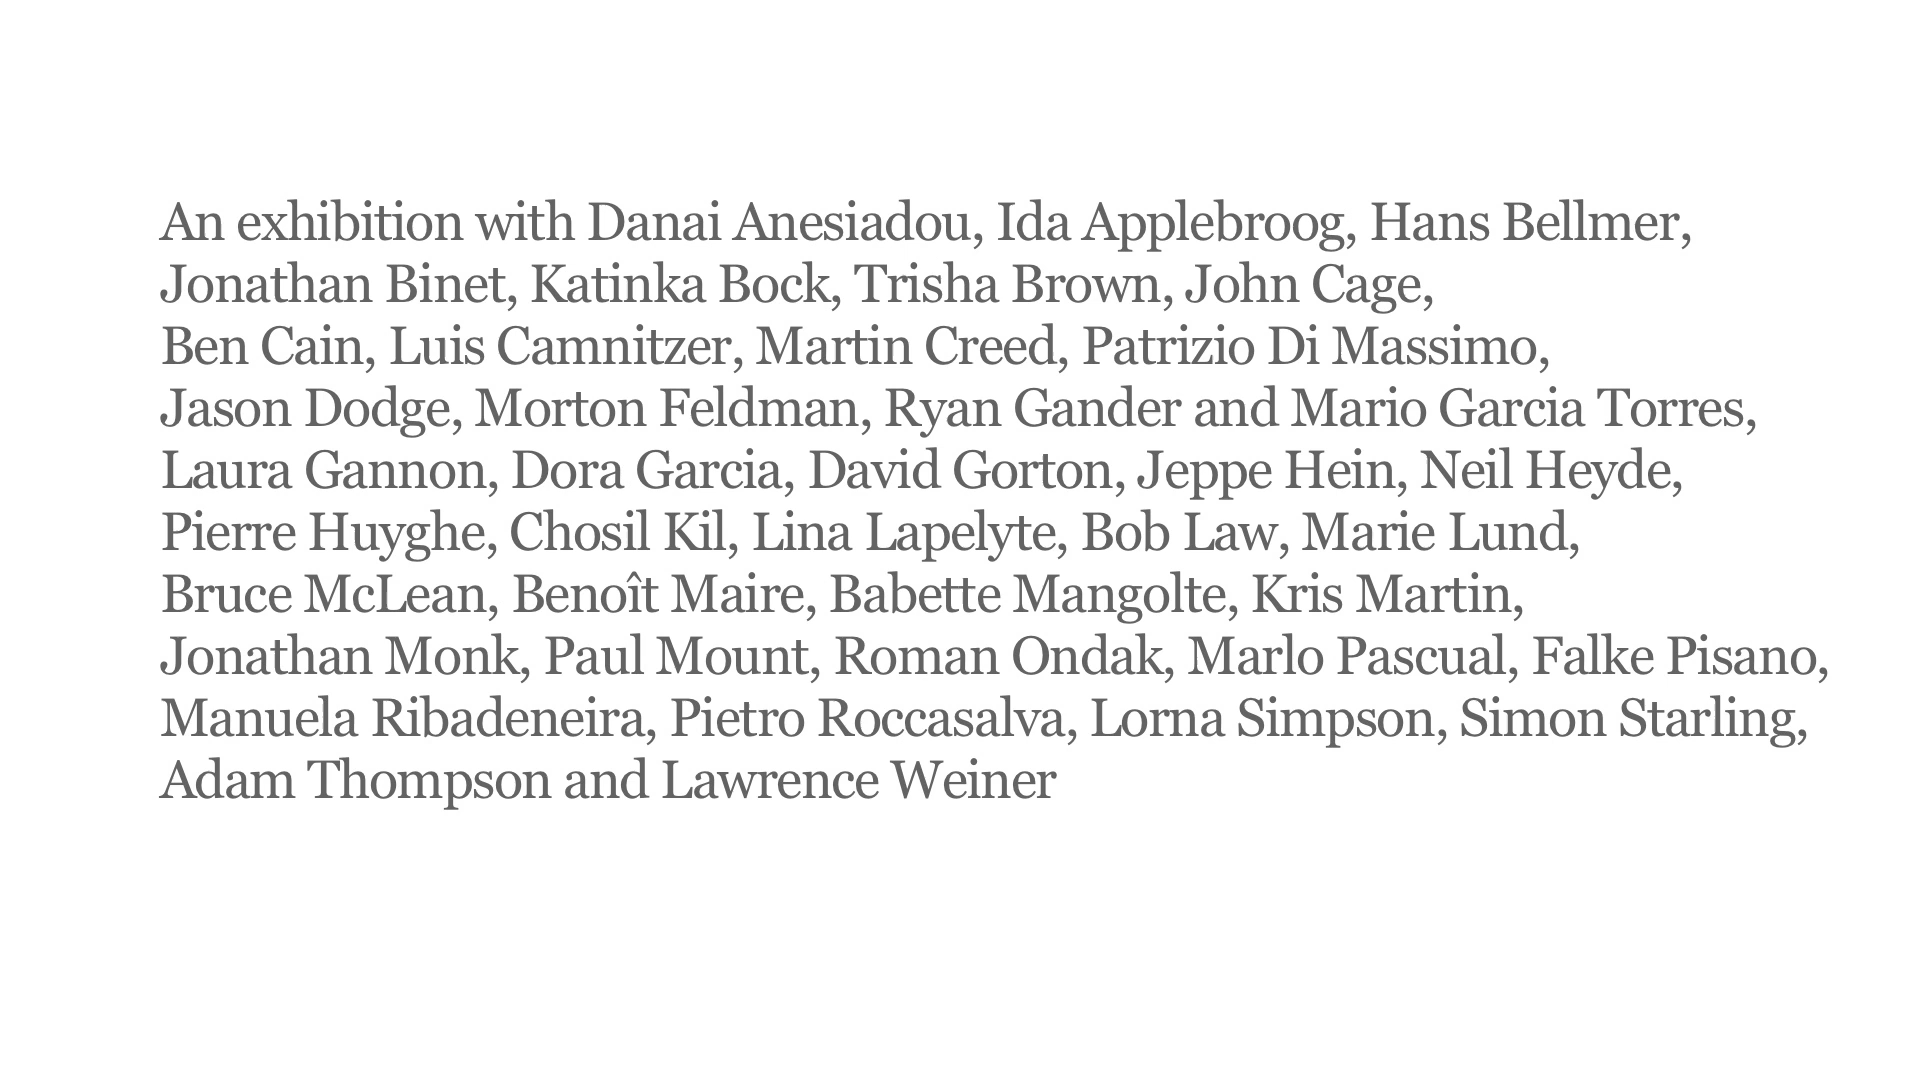 An exhibition with Danai Anesiadou, Ida Applebroog, Hans Bellmer,
Jonathan Binet, Katinka Bock, Trisha Brown, John Cage,
Ben Cain, Luis Camnitzer, Martin Creed, Patrizio Di Massimo,
Jason Dodge, Morton Feldman, Ryan Gander and Mario Garcia Torres,
Laura Gannon, Dora Garcia, David Gorton, Jeppe Hein, Neil Heyde,
Pierre Huyghe, Chosil Kil, Lina Lapelyte, Bob Law, Marie Lund,
Bruce McLean, Benoît Maire, Babette Mangolte, Kris Martin,
Jonathan Monk, Paul Mount, Roman Ondak, Marlo Pascual, Falke Pisano,
Manuela Ribadeneira, Pietro Roccasalva, Lorna Simpson, Simon Starling,
Adam Thompson and Lawrence Weiner